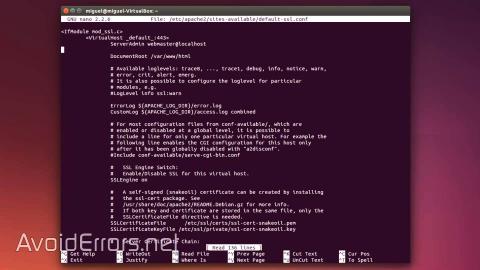 miguel@miguel-VirtualBox: ~
GNU nano 2.2.6 File: /etc/apache2/sites-available/default-ssl.conf
<IfModule mod_ssl.c>
<VirtualHost _default_:443>
ServerAdmin webmaster@localhost
DocumentRoot /var/www/html
# Available loglevels: trace8, ..., trace1, debug, info, notice, warn,
# error, crit, alert, emerg.
# It is also possible to configure the loglevel for particular
# modules, e.g.
#LogLevel info ssl:warn
ErrorLog ${APACHE_LOG_DIR}/error.log
CustomLog ${APACHE_LOG_DIR}/access.log combined
# For most configuration files from conf-available/, which are
# enabled or disabled at a global level, it is possible to
# include a line for only one particular virtual host. For example the
# following line enables the CGI configuration for this host only
# after it has been globally disabled with "a2disconf".
#Include conf-available/serve-cgi-bin.conf
# SSL Engine Switch:
# Enable/Disable SSL for this virtual host.
SSLEngine on
# A self-signed (snakeoil) certificate can be created by installing
# the ssl-cert package. See
# /usr/share/doc/apache2/README.Debian.gz for more info.
# If both key and certificate are stored in the same file, only the
# SSLCertificateFile directive is needed.
SSLCertificateFile /etc/ssl/certs/ssl-cert-snakeoil.pem
SSLCertificateKeyFile /etc/ssl/private/ssl-cert-snakeoil.key
Certificate Chain:
[ Read 136 lines ]
AvoidErrors.net
^G Get Help ^O WriteOut ^R Read File ^Y Prev Page ^K Cut Text ^C Cur Pos
^X Exit ^J Justify ^W Where Is ^V Next Page ^U UnCut Text ^T To Spell